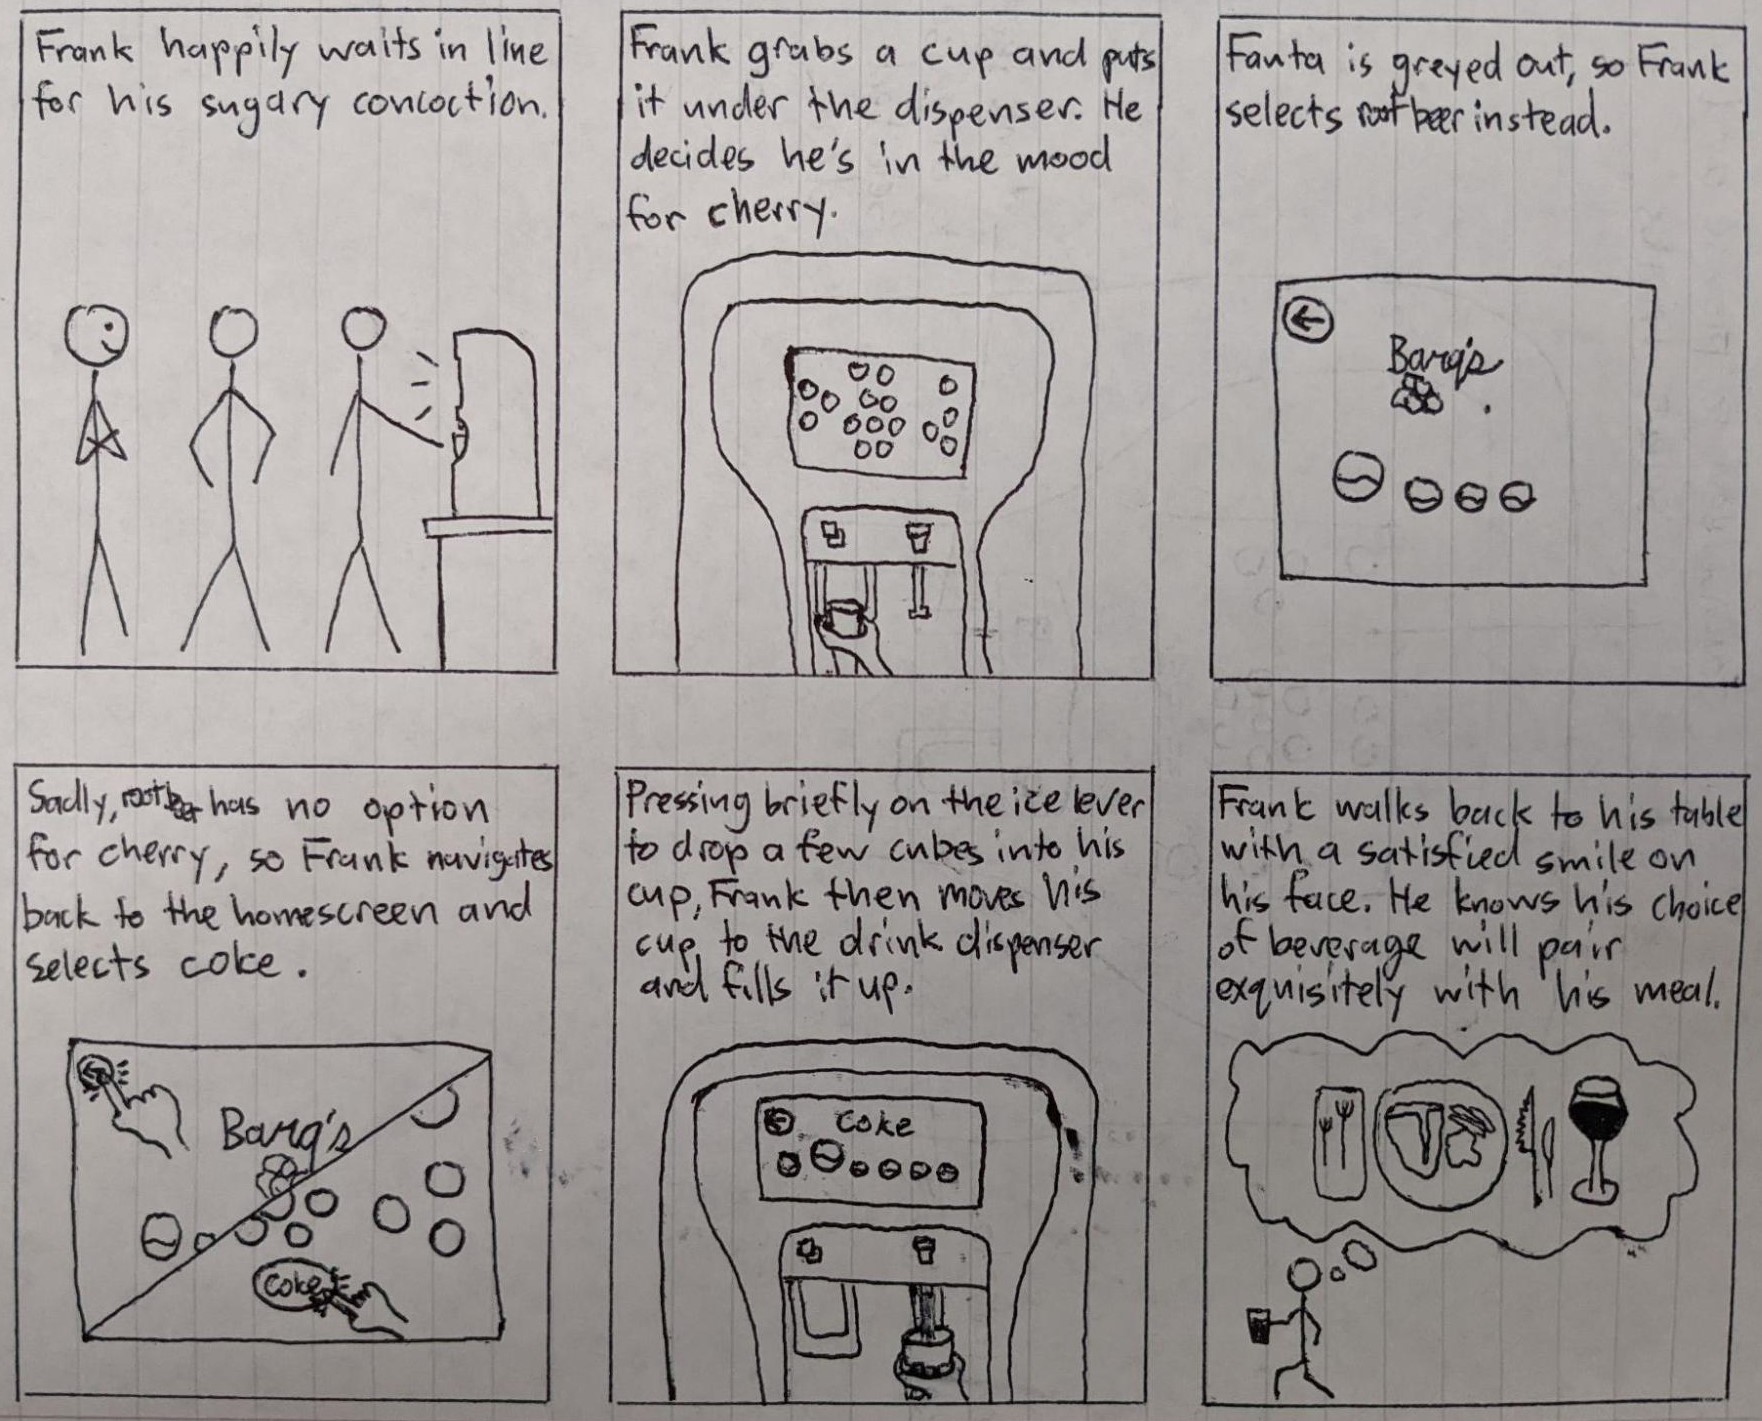 Frank happily waits in line
for his sugary concoction.
Frank grabs a cup and puts
it under the dispenser. He
decides he's in the mood
for cherry.
Fanta is greyed out, so Frank
selects root beer instead.
Barq's
Sadly, root beer has no option
for cherry, so Frank navigates
back to the homescreen and
selects coke.
Barq's
Coke
Pressing briefly on the ice lever
to drop a few cubes into his
cup, Frank then moves his
cup to the drink dispenser
and fills it up.
Coke
Frank walks back to his table
with a satisfied smile on
his face. He knows his choice
of beverage will pair
exquisitely with his meal.